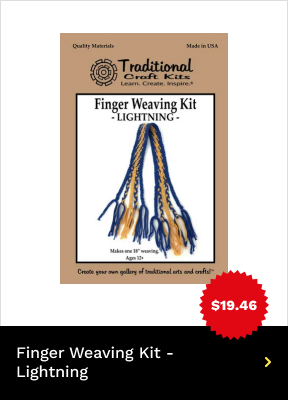 Quality Materials Made in USA
Traditional
Craft Kits
Learn. Create. Inspire.®
Finger Weaving Kit
- LIGHTNING -
Makes one 18" weaving.
Ages 12+
Create your own gallery of traditional arts and crafts!™
$19.46
Finger Weaving Kit -
Lightning